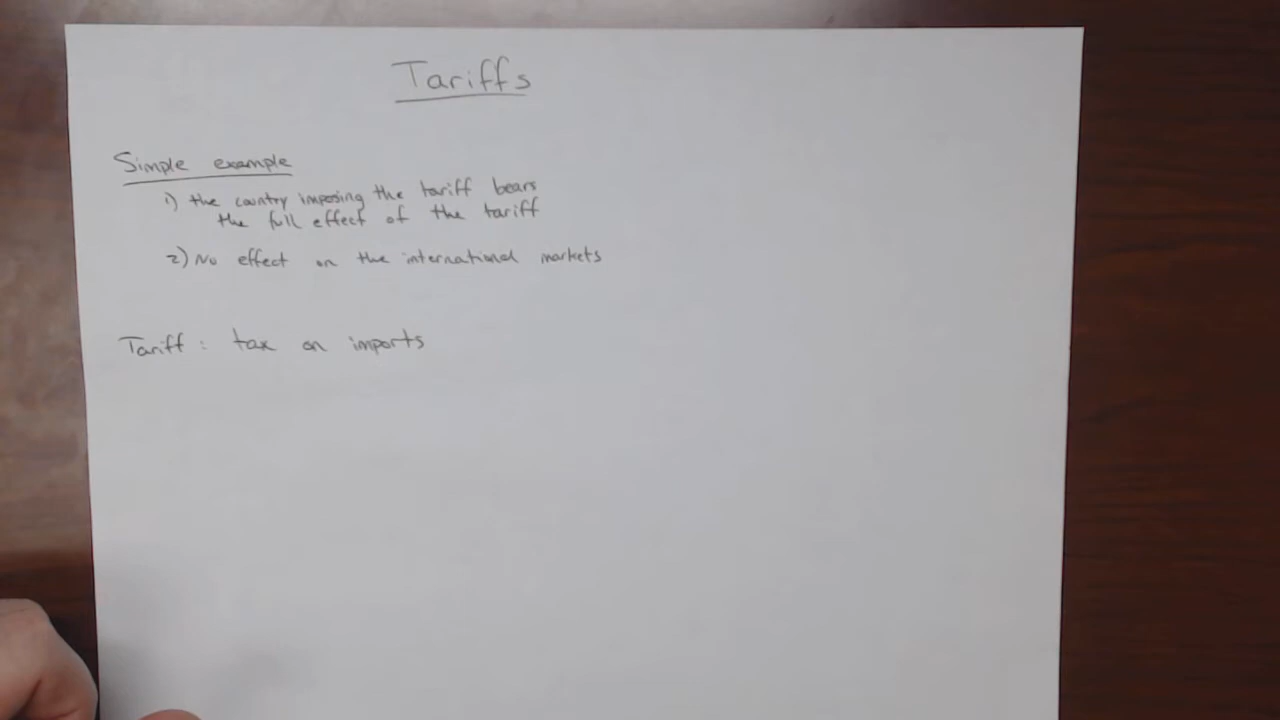 Tariffs
Simple example
1) the country imposing the tariff bears
the full effect of the tariff
2) No effect on the international markets
Tariff : tax on imports